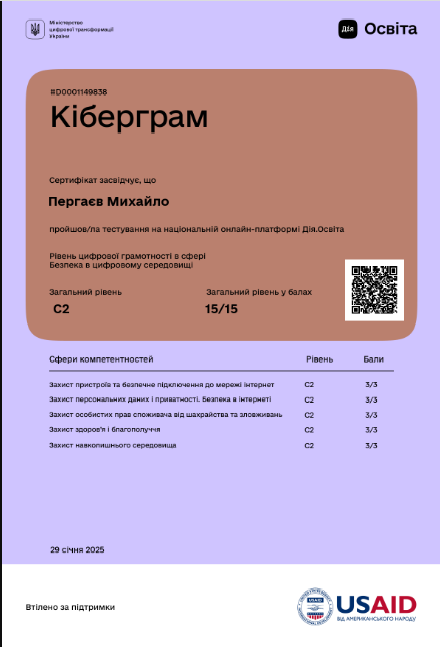 Міністерство
цифрової трансформації
України
Дія Освіта
#D0001149838
Кіберграм
Сертифікат засвідчує, що
Пергаєв Михайло
пройшов/ла тестування на національній онлайн-платформі Дія.Освіта
Рівень цифрової грамотності в сфері
Безпека в цифровому середовищі
Загальний рівень Загальний рівень у балах
C2 15/15
Сфери компетентностей Рівень Бали
Захист пристроїв та безпечне підключення до мережі інтернет C2 3/3
Захист персональних даних і приватності. безпека в інтернеті C2 3/3
Захист особистих прав споживача від шахрайства та зловживань C2 3/3
Захист здоров'я і благополуччя C2 3/3
Захист навколишнього середовища C2 3/3
29 січня 2025
Втілено за підтримки
USAID
ВІД АМЕРИКАНСЬКОГО НАРОДУ